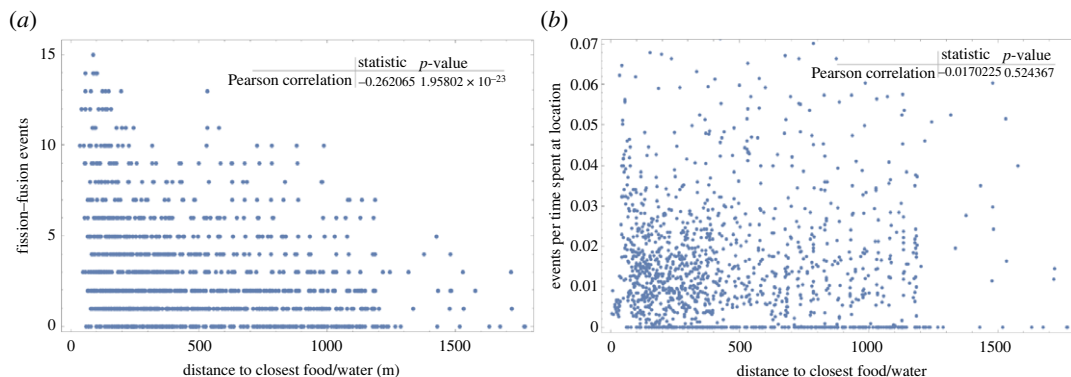 (a)
15
10
5
0
fission–fusion events
statistic p-value
Pearson correlation −0.262065 1.95802 × 10−23
0 500 1000 1500
distance to closest food/water (m)
(b)
0.07
0.06
0.05
0.04
0.03
0.02
0.01
0
events per time spent at location
statistic p-value
Pearson correlation −0.0170225 0.524367
0 500 1000 1500
distance to closest food/water